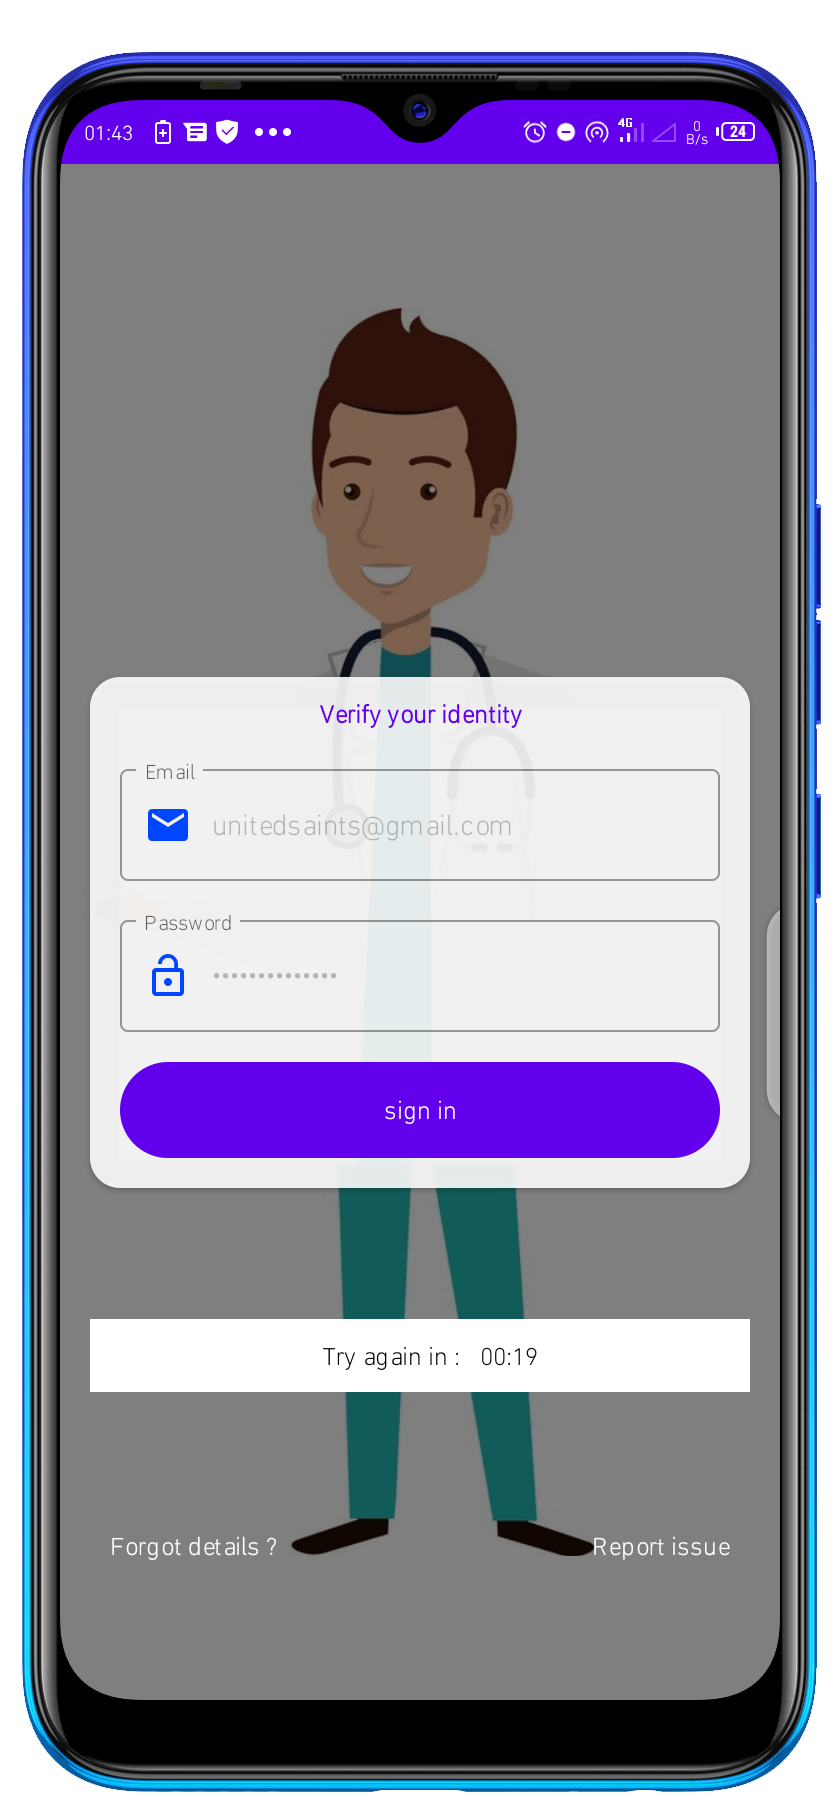 01:43 4G 0 B/s 24
Verify your identity
Email
unitedsaints@gmail.com
Password
••••••••••••••
sign in
Try again in : 00:19
Forgot details ? Report issue